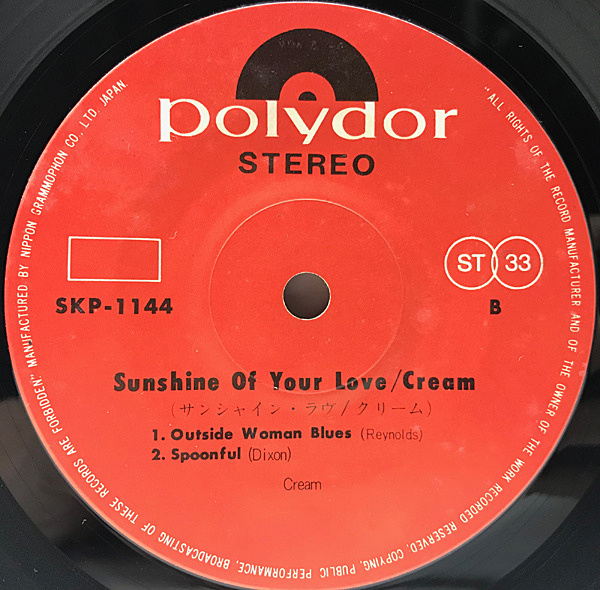 polydor
STEREO
ST 33
SKP-1144
B
Sunshine Of Your Love/Cream
(サンシャイン・ラヴ/クリーム)
1. Outside Woman Blues (Reynolds)
2. Spoonful (Dixon)
Cream
"ALL RIGHTS OF THE RECORD MANUFACTURER AND OF THE OWNER OF THE WORK RECORDED RESERVED. COPYING, PUBLIC PERFORMANCE, BROADCASTING OF THESE RECORDS ARE FORBIDDEN." MANUFACTURED BY NIPPON GRAMMOPHON CO., LTD. JAPAN.